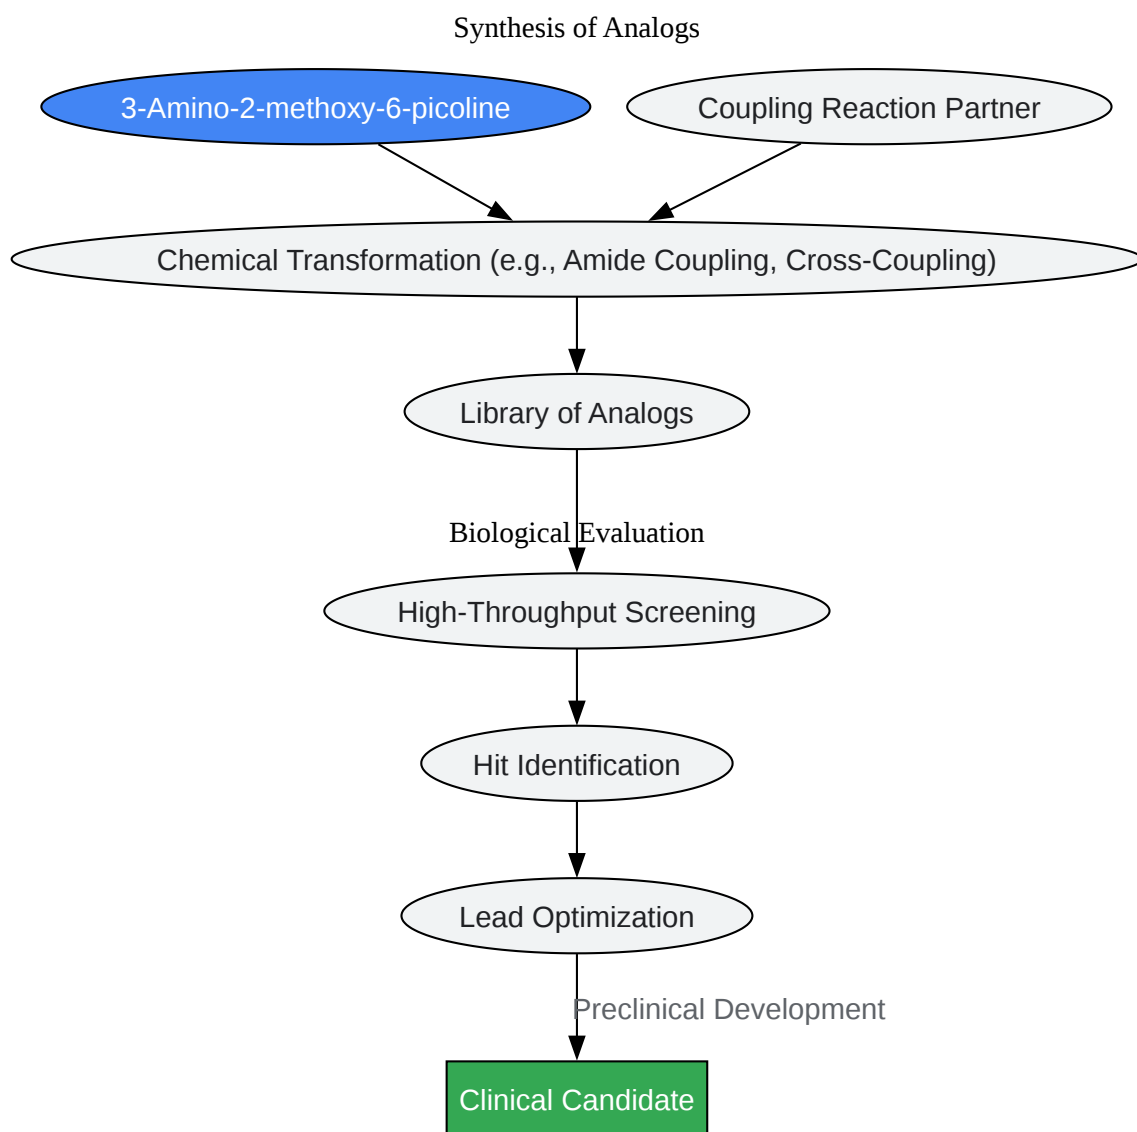 Synthesis of Analogs
3-Amino-2-methoxy-6-picoline
Coupling Reaction Partner
Chemical Transformation (e.g., Amide Coupling, Cross-Coupling)
Library of Analogs
Biological Evaluation
High-Throughput Screening
Hit Identification
Lead Optimization
Preclinical Development
Clinical Candidate